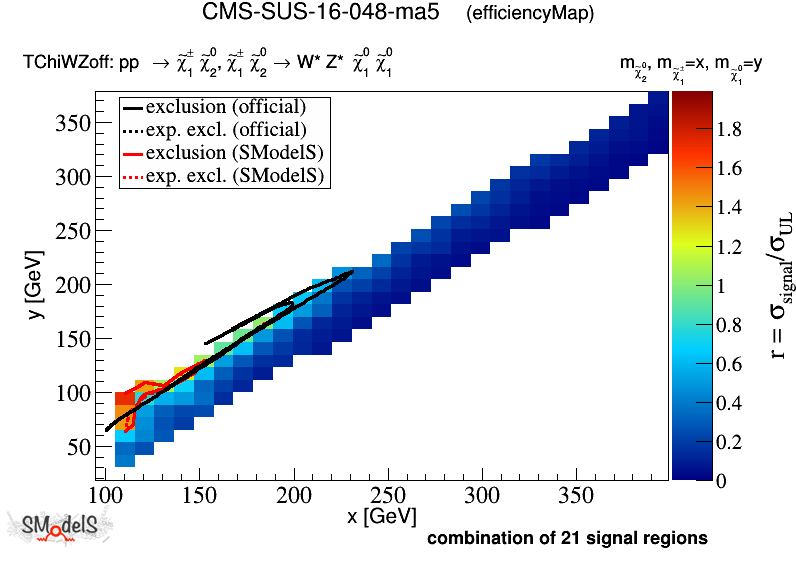 CMS-SUS-16-048-ma5 (efficiencyMap)
TChiWZoff: pp → χ̃₁± χ̃₂⁰, χ̃₁± χ̃₂⁰ → W* Z* χ̃₁⁰ χ̃₁⁰
m_χ̃₂⁰, m_χ̃₁±=x, m_χ̃₁⁰=y
exclusion (official)
exp. excl. (official)
exclusion (SModelS)
exp. excl. (SModelS)
350
300
250
200
150
100
50
y [GeV]
100 150 200 250 300 350
x [GeV]
1.8
1.6
1.4
1.2
1
0.8
0.6
0.4
0.2
0
r = σ_signal/σ_UL
SModelS
combination of 21 signal regions